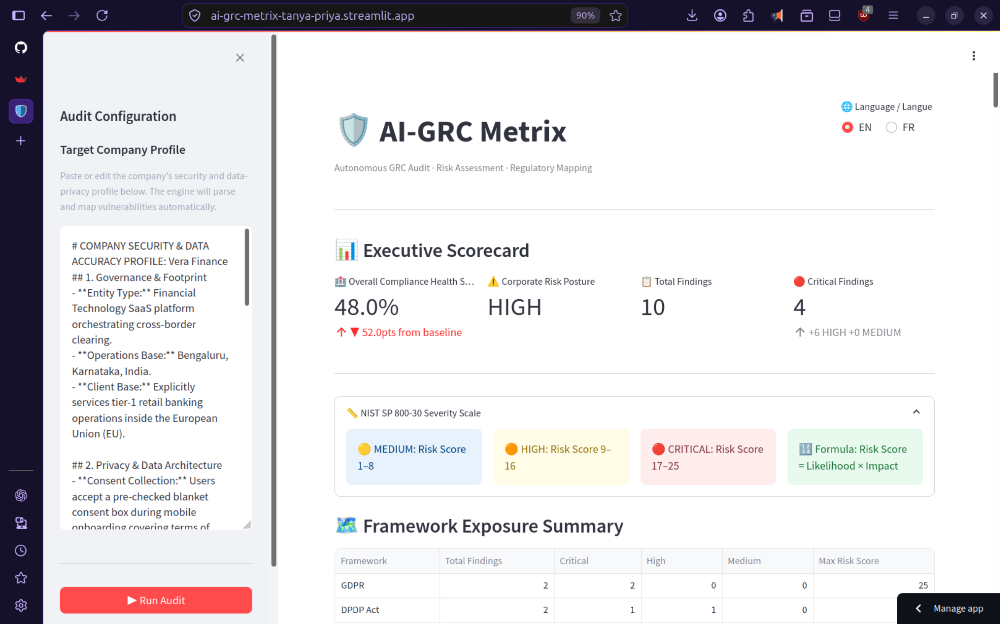 ai-grc-metrix-tanya-priya.streamlit.app
90%
4
Audit Configuration
Target Company Profile
Paste or edit the company's security and data-
privacy profile below. The engine will parse
and map vulnerabilities automatically.
# COMPANY SECURITY & DATA
ACCURACY PROFILE: Vera Finance
## 1. Governance & Footprint
- **Entity Type:** Financial
Technology SaaS platform
orchestrating cross-border
clearing.
- **Operations Base:** Bengaluru,
Karnataka, India.
- **Client Base:** Explicitly
services tier-1 retail banking
operations inside the European
Union (EU).
## 2. Privacy & Data Architecture
- **Consent Collection:** Users
accept a pre-checked blanket
consent box during mobile
onboarding covering terms of
▶ Run Audit
🌐 Language / Langue
EN FR
🛡️ AI-GRC Metrix
Autonomous GRC Audit · Risk Assessment · Regulatory Mapping
📊 Executive Scorecard
🏥 Overall Compliance Health S...
48.0%
↑ ▼ 52.0pts from baseline
⚠️ Corporate Risk Posture
HIGH
📋 Total Findings
10
🔴 Critical Findings
4
↑ +6 HIGH +0 MEDIUM
📏 NIST SP 800-30 Severity Scale
🟡 MEDIUM: Risk Score
1–8
🟠 HIGH: Risk Score 9–
16
🔴 CRITICAL: Risk Score
17–25
🔢 Formula: Risk Score
= Likelihood × Impact
🗺️ Framework Exposure Summary
Framework Total Findings Critical High Medium Max Risk Score
GDPR 2 2 0 0 25
DPDP Act 2 1 1 0
Manage app